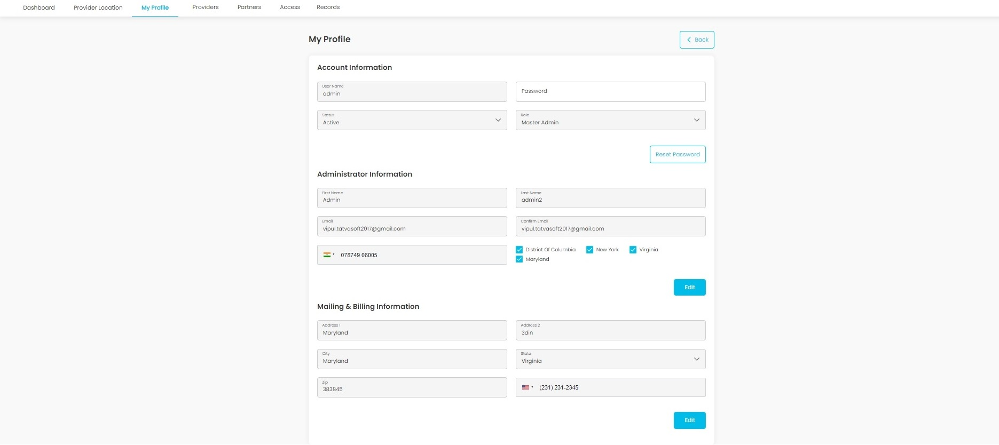 Dashboard Provider Location My Profile Providers Partners Access Records
My Profile Back
Account Information
User Name
admin
Password
Status
Active
Role
Master Admin
Reset Password
Administrator Information
First Name
Admin
Last Name
admin2
Email
vipul.tatvasoft2017@gmail.com
Confirm Email
vipul.tatvasoft2017@gmail.com
078749 06005
District Of Columbia New York Virginia
Maryland
Edit
Mailing & Billing Information
Address 1
Maryland
Address 2
3din
City
Maryland
State
Virginia
Zip
383845
(231) 231-2345
Edit